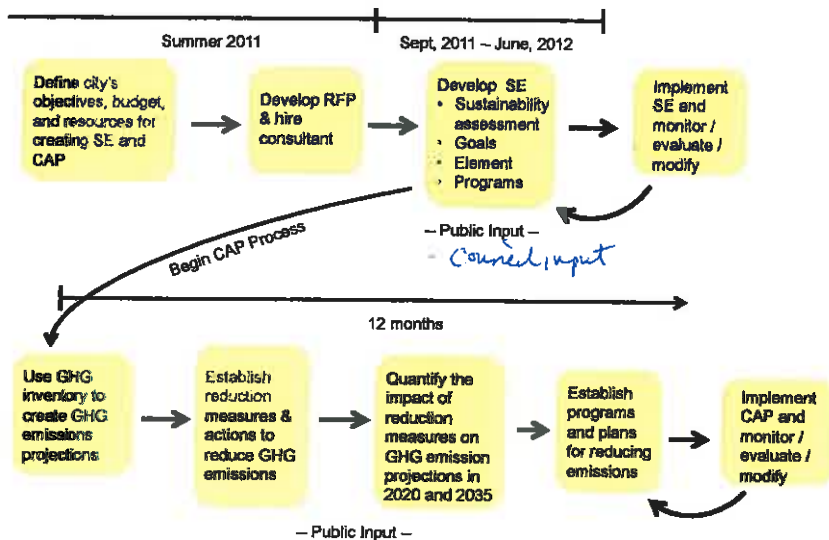 Summer 2011
Sept, 2011 – June, 2012
Define city's
objectives, budget,
and resources for
creating SE and
CAP
Develop RFP
& hire
consultant
Develop SE
• Sustainability
assessment
• Goals
• Element
• Programs
Implement
SE and
monitor /
evaluate /
modify
– Public Input –
Council input
Begin CAP Process
12 months
Use GHG
inventory to
create GHG
emissions
projections
Establish
reduction
measures &
actions to
reduce GHG
emissions
Quantify the
impact of
reduction
measures on
GHG emission
projections in
2020 and 2035
Establish
programs
and plans
for reducing
emissions
Implement
CAP and
monitor /
evaluate /
modify
– Public Input –